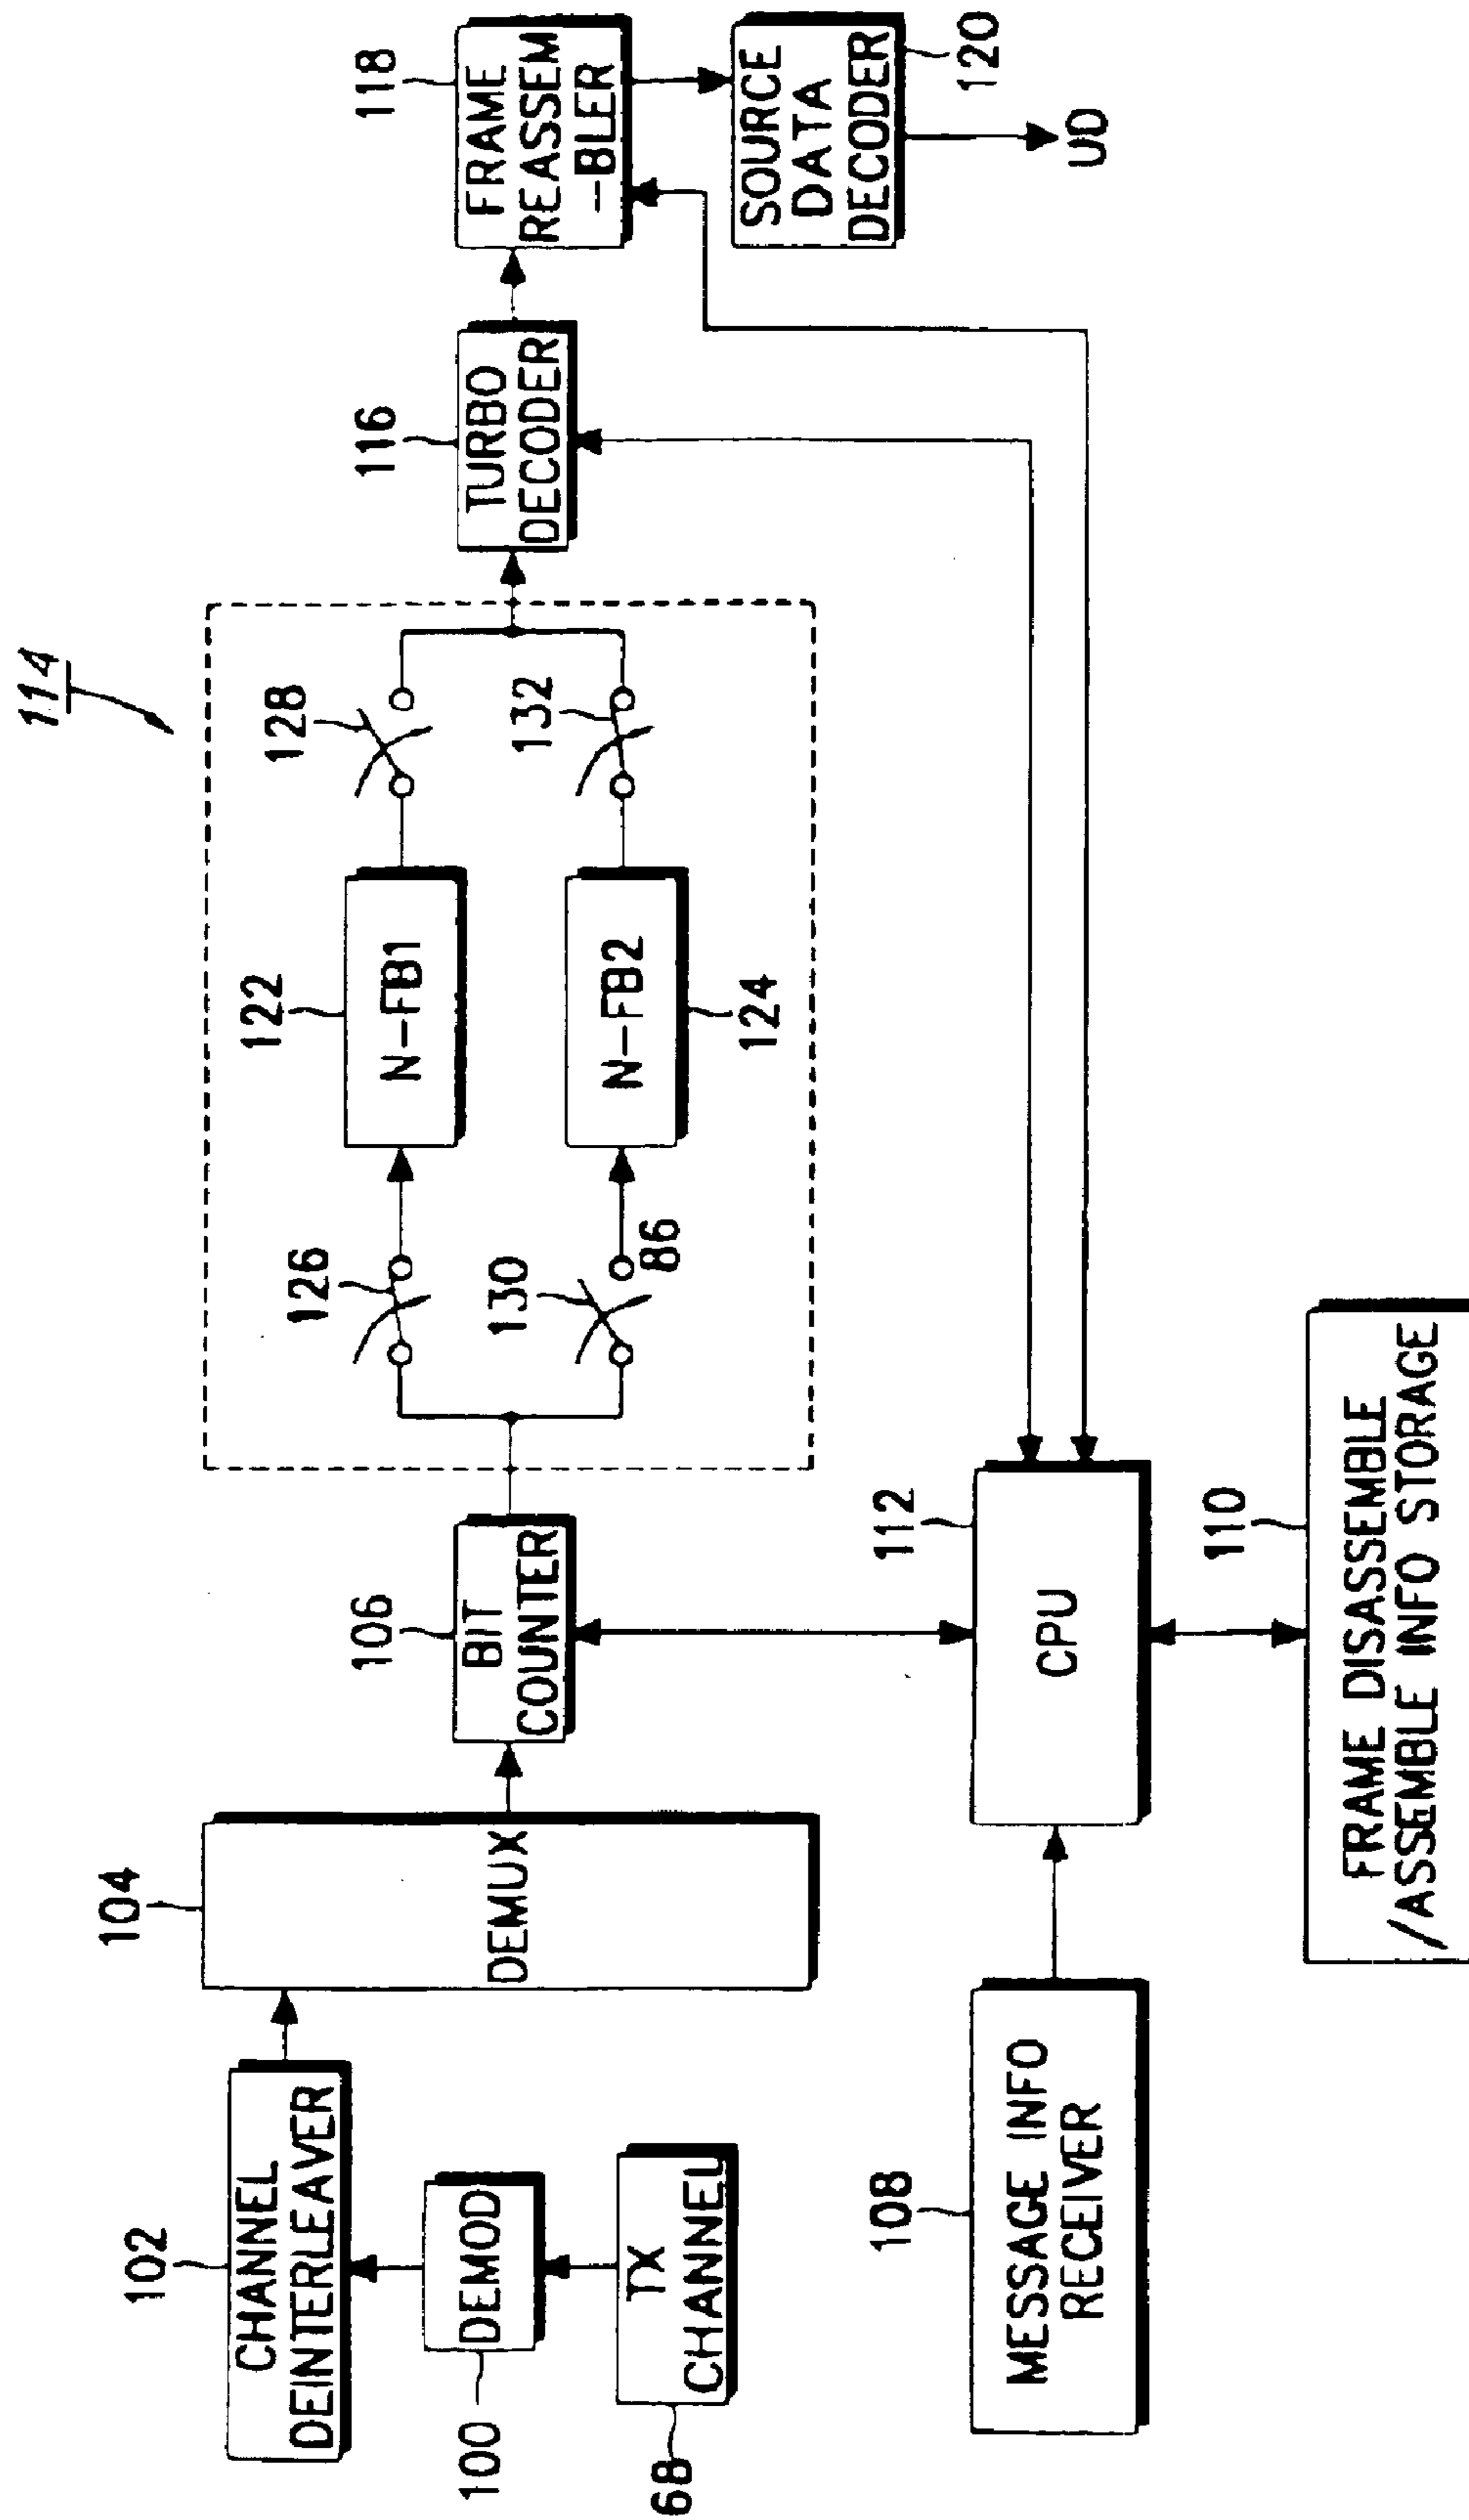 114
102
CHANNEL
DEINTERLEAVER
100
DEMOD
68
TX
CHANNEL
104
DEMUX
106
BIT
COUNTER
126
130
86
122
N-FB1
N-FB2
124
128
132
116
TURBO
DECODER
118
FRAME
REASSEM
-BLER
SOURCE
DATA
DECODER
120
U0
108
MESSAGE INFO
RECEIVER
112
CPU
110
FRAME DISASSEMBLE
/ASSEMBLE INFO STORAGE